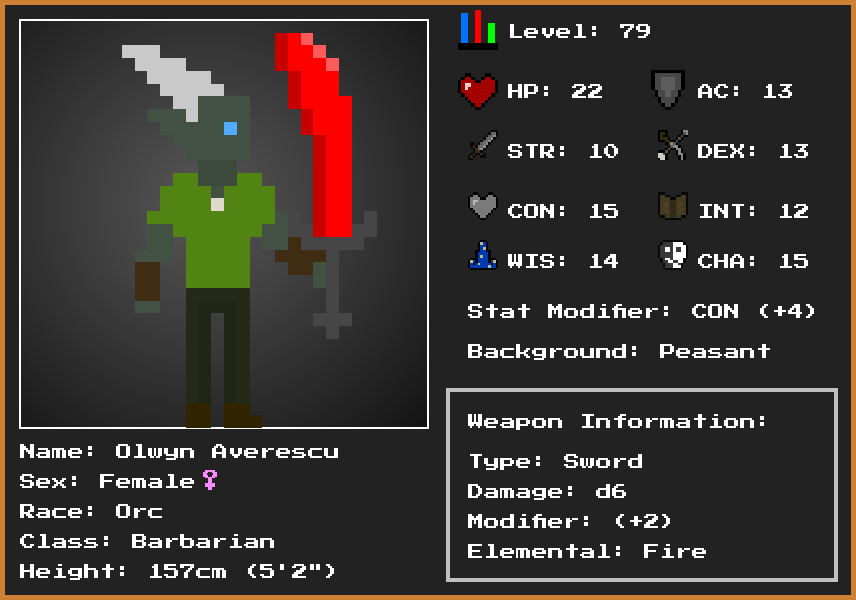 Level: 79
HP: 22
AC: 13
STR: 10
DEX: 13
CON: 15
INT: 12
WIS: 14
CHA: 15
Stat Modifier: CON (+4)
Background: Peasant
Weapon Information:
Type: Sword
Damage: d6
Modifier: (+2)
Elemental: Fire
Name: Olwyn Averescu
Sex: Female♀
Race: Orc
Class: Barbarian
Height: 157cm (5'2")